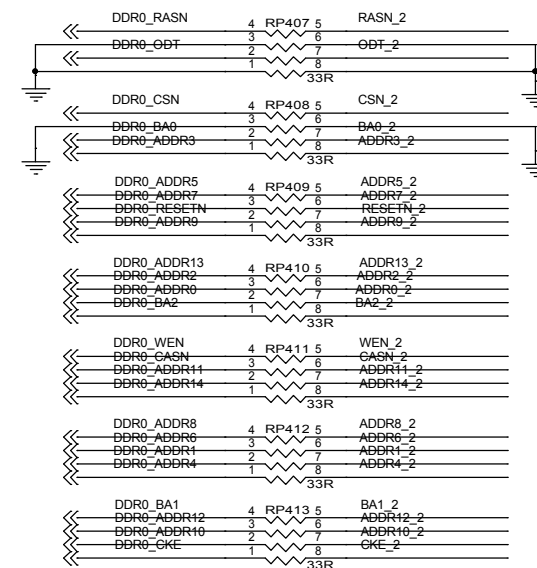 DDR0_RASN 4 RP407 5 RASN_2
3 6
DDR0_ODT 2 7 ODT_2
1 8
33R
DDR0_CSN 4 RP408 5 CSN_2
3 6
DDR0_BA0 2 7 BA0_2
DDR0_ADDR3 1 8 ADDR3_2
33R
DDR0_ADDR5 4 RP409 5 ADDR5_2
DDR0_ADDR7 3 6 ADDR7_2
DDR0_RESETN 2 7 RESETN_2
DDR0_ADDR9 1 8 ADDR9_2
33R
DDR0_ADDR13 4 RP410 5 ADDR13_2
DDR0_ADDR2 3 6 ADDR2_2
DDR0_ADDR0 2 7 ADDR0_2
DDR0_BA2 1 8 BA2_2
33R
DDR0_WEN 4 RP411 5 WEN_2
DDR0_CASN 3 6 CASN_2
DDR0_ADDR11 2 7 ADDR11_2
DDR0_ADDR14 1 8 ADDR14_2
33R
DDR0_ADDR8 4 RP412 5 ADDR8_2
DDR0_ADDR6 3 6 ADDR6_2
DDR0_ADDR1 2 7 ADDR1_2
DDR0_ADDR4 1 8 ADDR4_2
33R
DDR0_BA1 4 RP413 5 BA1_2
DDR0_ADDR12 3 6 ADDR12_2
DDR0_ADDR10 2 7 ADDR10_2
DDR0_CKE 1 8 CKE_2
33R